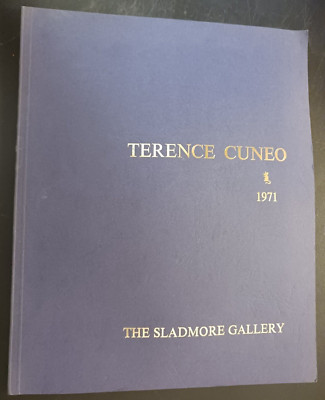 TERENCE CUNEO
1971
THE SLADMORE GALLERY